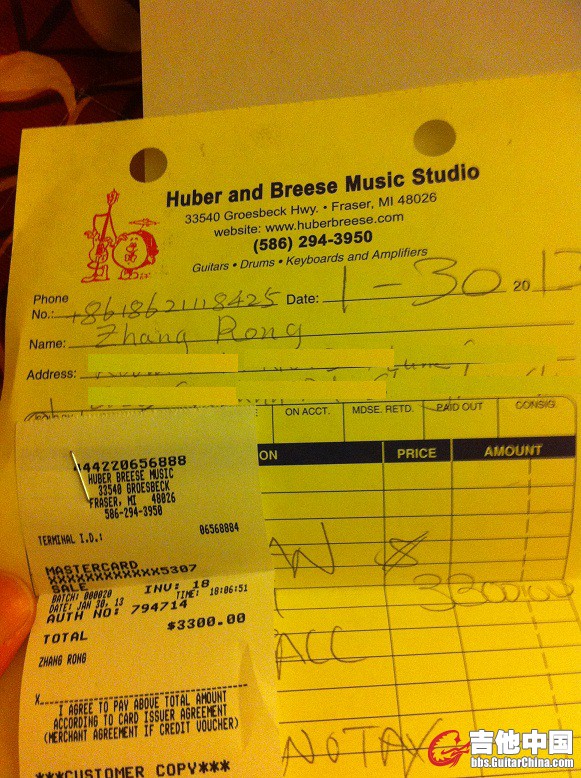 Huber and Breese Music Studio
33540 Groesbeck Hwy. • Fraser, MI 48026
website: www.huberbreese.com
(586) 294-3950
Guitars • Drums • Keyboards and Amplifiers
Phone
No.: +8618621118425 Date: 1-30 20
Name: Zhang Rong
Address:
ON ACCT. MDSE. RETD. PAID OUT CONSIG.
ON PRICE AMOUNT
3300.00
ACC
NO TAX
444220656888
HUBER BREESE MUSIC
33540 GROESBECK
FRASER, MI 48026
586-294-3950
TERMINAL I.D.: 06568884
MASTERCARD
XXXXXXXXXXXX5307
SALE
BATCH: 000020 INV: 18
DATE: JAN 30, 13 TIME: 18:06:51
AUTH NO: 794714
TOTAL $3300.00
ZHANG RONG
X
I AGREE TO PAY ABOVE TOTAL AMOUNT
ACCORDING TO CARD ISSUER AGREEMENT
(MERCHANT AGREEMENT IF CREDIT VOUCHER)
***CUSTOMER COPY***
吉他中国
bbs.GuitarChina.com